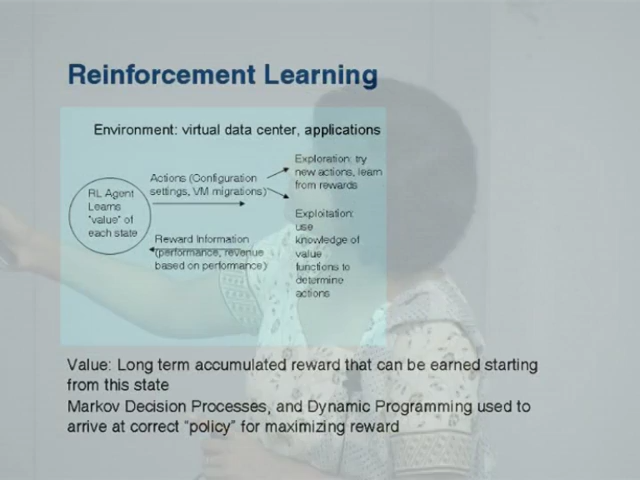 Reinforcement Learning
Environment: virtual data center, applications
Exploration: try
new actions, learn
from rewards
Actions (Configuration
settings, VM migrations)
RL Agent
Learns
"value" of
each state
Exploitation:
use
knowledge of
value
functions to
determine
actions
Reward Information
(performance, revenue
based on performance)
Value: Long term accumulated reward that can be earned starting
from this state
Markov Decision Processes, and Dynamic Programming used to
arrive at correct "policy" for maximizing reward